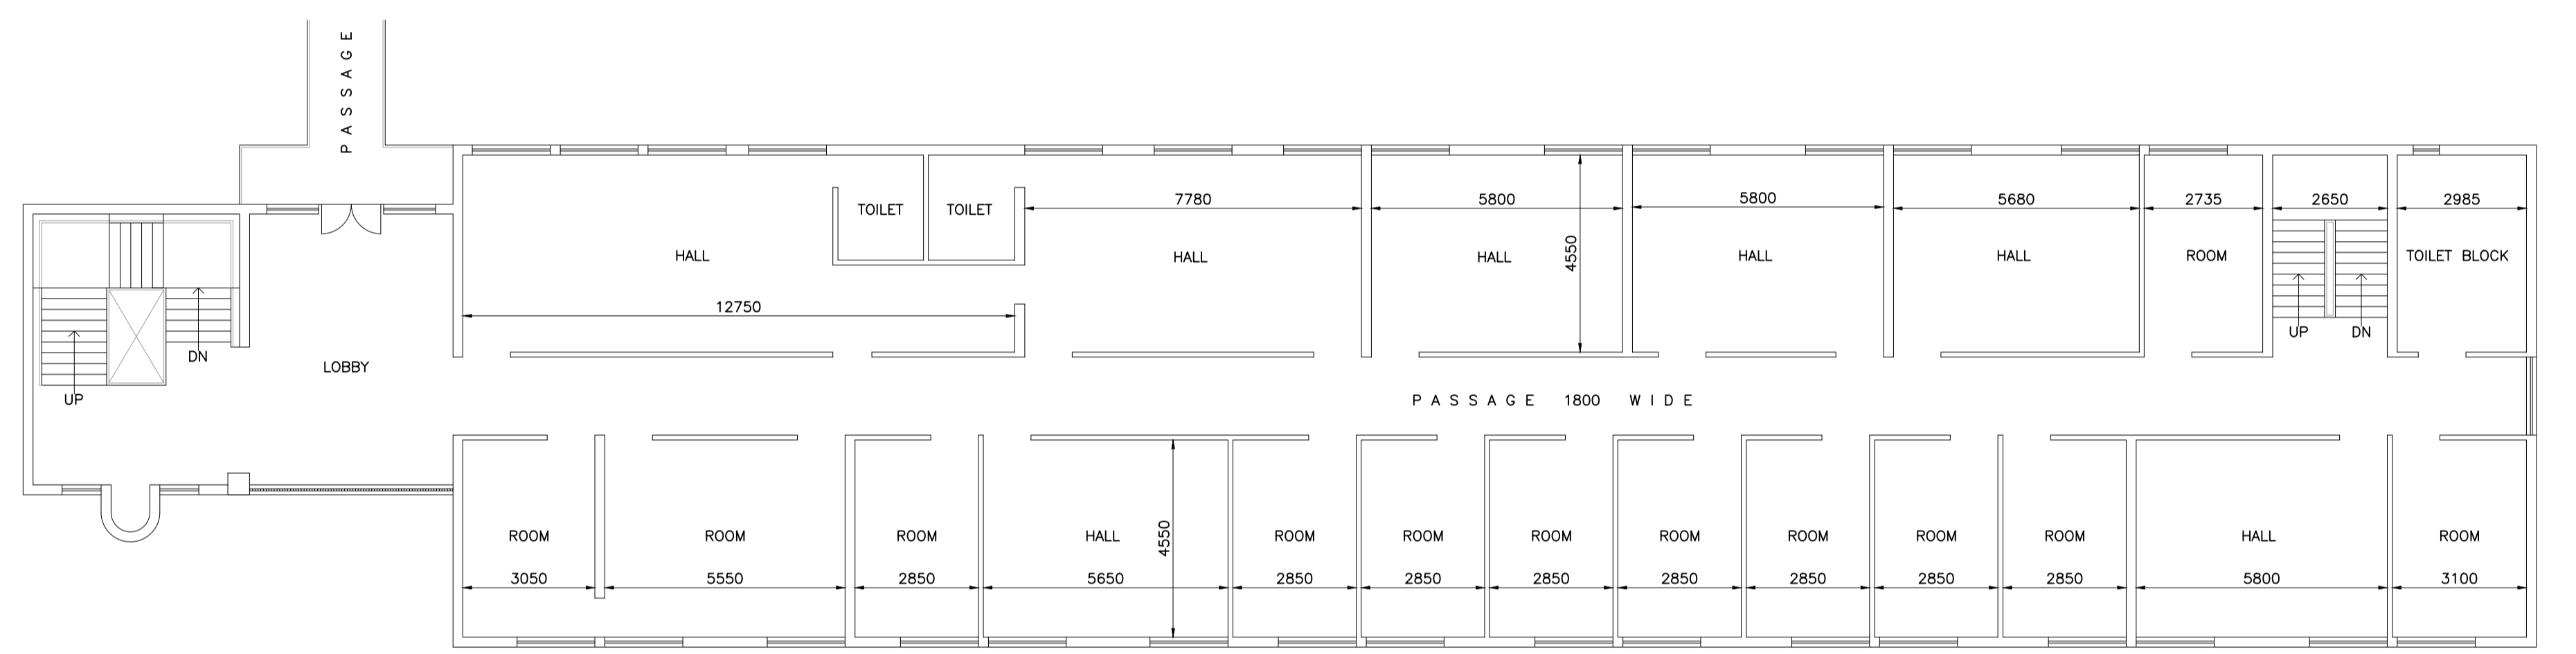 PASSAGE
7780
5800
5800
5680
2735
2650
2985
TOILET
TOILET
HALL
HALL
HALL
4550
HALL
HALL
ROOM
TOILET BLOCK
12750
UP
DN
DN
LOBBY
UP
PASSAGE 1800 WIDE
ROOM
ROOM
ROOM
HALL
4550
ROOM
ROOM
ROOM
ROOM
ROOM
ROOM
ROOM
HALL
ROOM
3050
5550
2850
5650
2850
2850
2850
2850
2850
2850
2850
5800
3100